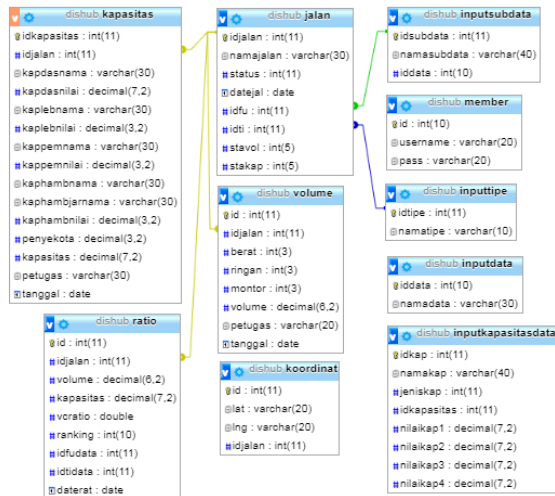 dishub kapasitas
idkapasitas : int(11)
idjalan : int(11)
kapdasnama : varchar(30)
kapdasnilai : decimal(7,2)
kaplebnama : varchar(30)
kaplebnilai : decimal(3,2)
kappemnama : varchar(30)
kappemnilai : decimal(3,2)
kaphambnama : varchar(30)
kaphambjarnama : varchar(30)
kaphambnilai : decimal(3,2)
penyekota : decimal(3,2)
kapasitas : decimal(7,2)
petugas : varchar(30)
tanggal : date
dishub ratio
id : int(11)
idjalan : int(11)
volume : decimal(6,2)
kapasitas : decimal(7,2)
vcratio : double
ranking : int(10)
idfudata : int(11)
idtidata : int(11)
daterat : date
dishub jalan
idjalan : int(11)
namajalan : varchar(30)
status : int(11)
datejal : date
idfu : int(11)
idti : int(11)
stavol : int(5)
stakap : int(5)
dishub volume
id : int(11)
idjalan : int(11)
berat : int(3)
ringan : int(3)
montor : int(3)
volume : decimal(6,2)
petugas : varchar(20)
tanggal : date
dishub koordinat
id : int(11)
lat : varchar(20)
lng : varchar(20)
idjalan : int(11)
dishub inputsubdata
idsubdata : int(11)
namasubdata : varchar(40)
iddata : int(10)
dishub member
id : int(10)
username : varchar(20)
pass : varchar(20)
dishub inputtipe
idtipe : int(11)
namatipe : varchar(10)
dishub inputdata
iddata : int(10)
namadata : varchar(30)
dishub inputkapasitasdata
idkap : int(11)
namakap : varchar(40)
jeniskap : int(11)
idkapasitas : int(11)
nilaikap1 : decimal(7,2)
nilaikap2 : decimal(7,2)
nilaikap3 : decimal(7,2)
nilaikap4 : decimal(7,2)